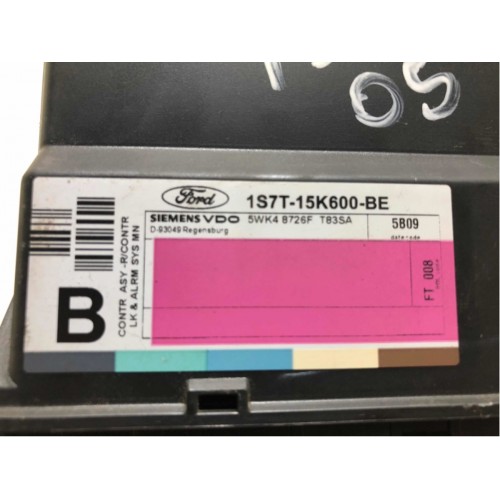 05
Ford
1S7T-15K600-BE
SIEMENS VDO 5WK4 8726F T83SA
D-93049 Regensburg
5B09
date code
FT 008
B
CONTR ASY -R/CONTR
LK & ALRM SYS MN